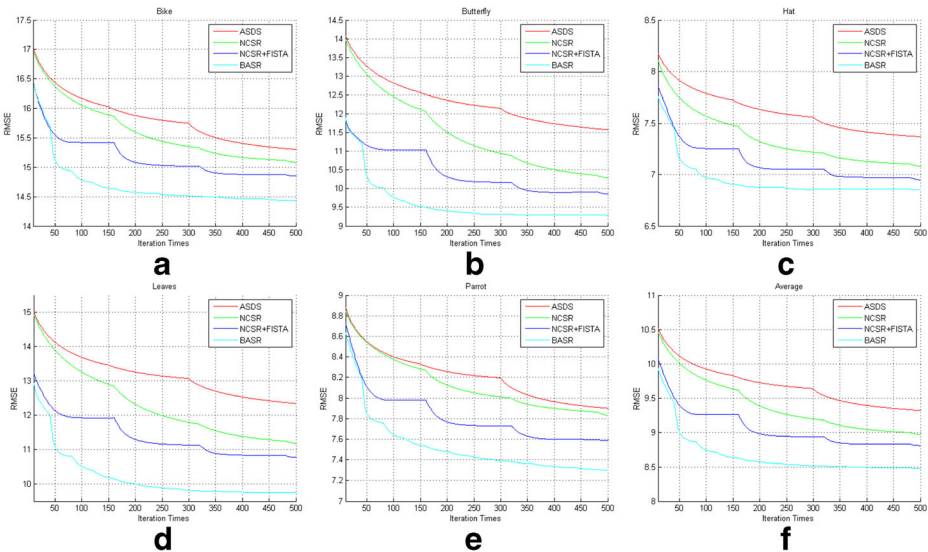 Bike
17.5
17
16.5
16
15.5
15
14.5
14
RMSE
50 100 150 200 250 300 350 400 450 500
Iteration Times
ASDS
NCSR
NCSR+FISTA
BASR
a
Butterfly
14.5
14
13.5
13
12.5
12
11.5
11
10.5
10
9.5
9
RMSE
50 100 150 200 250 300 350 400 450 500
Iteration Times
ASDS
NCSR
NCSR+FISTA
BASR
b
Hat
8.5
8
7.5
7
6.5
RMSE
50 100 150 200 250 300 350 400 450 500
Iteration Times
ASDS
NCSR
NCSR+FISTA
BASR
c
Leaves
15
14
13
12
11
10
RMSE
50 100 150 200 250 300 350 400 450 500
Iteration Times
ASDS
NCSR
NCSR+FISTA
BASR
d
Parrot
9
8.8
8.6
8.4
8.2
8
7.8
7.6
7.4
7.2
7
RMSE
50 100 150 200 250 300 350 400 450 500
Iteration Times
ASDS
NCSR
NCSR+FISTA
BASR
e
Average
11
10.5
10
9.5
9
8.5
8
RMSE
50 100 150 200 250 300 350 400 450 500
Iteration Times
ASDS
NCSR
NCSR+FISTA
BASR
f